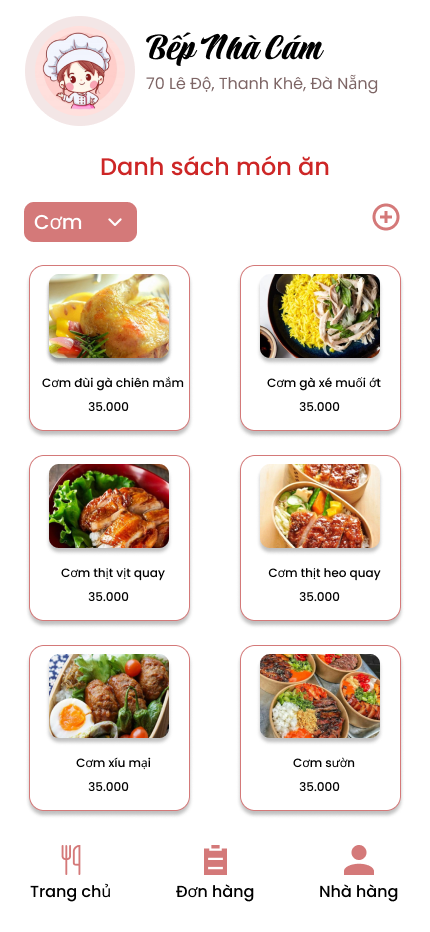 Bếp Nhà Cám
70 Lê Độ, Thanh Khê, Đà Nẵng
Danh sách món ăn
Cơm
Cơm đùi gà chiên mắm
35.000
Cơm gà xé muối ớt
35.000
Cơm thịt vịt quay
35.000
Cơm thịt heo quay
35.000
Cơm xíu mại
35.000
Cơm sườn
35.000
Trang chủ
Đơn hàng
Nhà hàng